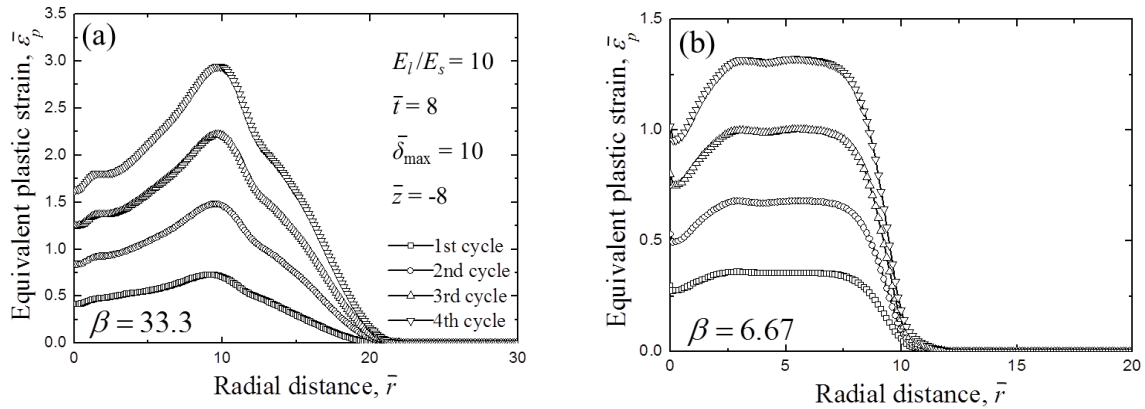 (a)
Equivalent plastic strain, ε̄ₚ
3.5
3.0
2.5
2.0
1.5
1.0
0.5
0.0
E_l/E_s = 10
t̄ = 8
δ̄_max = 10
z̄ = -8
1st cycle
2nd cycle
3rd cycle
4th cycle
β = 33.3
0 10 20 30
Radial distance, r̄
(b)
Equivalent plastic strain, ε̄ₚ
1.5
1.0
0.5
0.0
β = 6.67
0 5 10 15 20
Radial distance, r̄